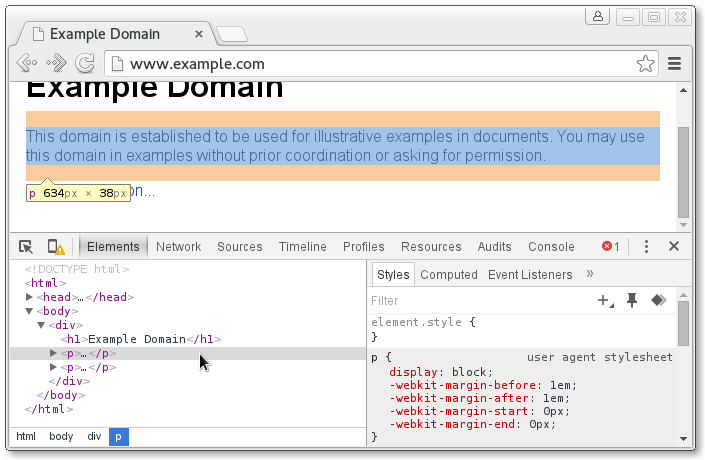 Example Domain
www.example.com
Example Domain
This domain is established to be used for illustrative examples in documents. You may use
this domain in examples without prior coordination or asking for permission.
p 634px × 38px on...
Elements Network Sources Timeline Profiles Resources Audits Console 1
<!DOCTYPE html>
<html>
<head>…</head>
<body>
<div>
<h1>Example Domain</h1>
<p>…</p>
<p>…</p>
</div>
</body>
</html>
html body div p
Styles Computed Event Listeners »
Filter
element.style {
}
p { user agent stylesheet
display: block;
-webkit-margin-before: 1em;
-webkit-margin-after: 1em;
-webkit-margin-start: 0px;
-webkit-margin-end: 0px;
}